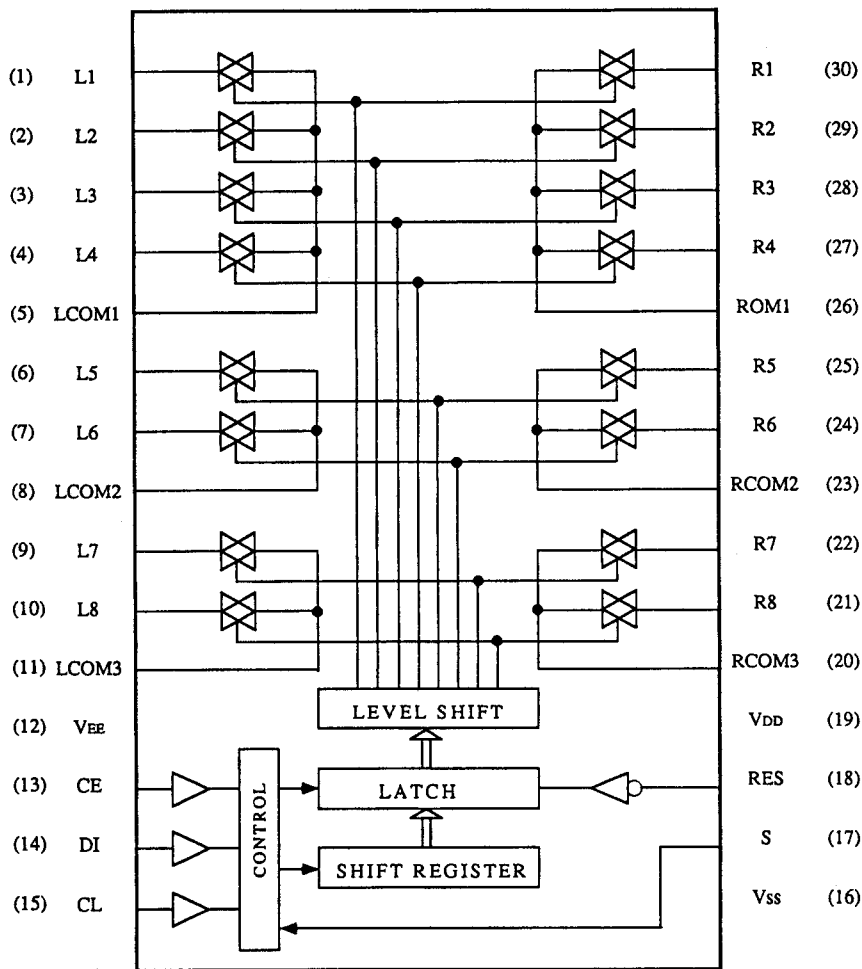 (1) L1 R1 (30)
(2) L2 R2 (29)
(3) L3 R3 (28)
(4) L4 R4 (27)
(5) LCOM1 ROM1 (26)
(6) L5 R5 (25)
(7) L6 R6 (24)
(8) LCOM2 RCOM2 (23)
(9) L7 R7 (22)
(10) L8 R8 (21)
(11) LCOM3 RCOM3 (20)
LEVEL SHIFT
(12) VEE VDD (19)
(13) CE LATCH RES (18)
CONTROL
(14) DI S (17)
SHIFT REGISTER
(15) CL VSS (16)